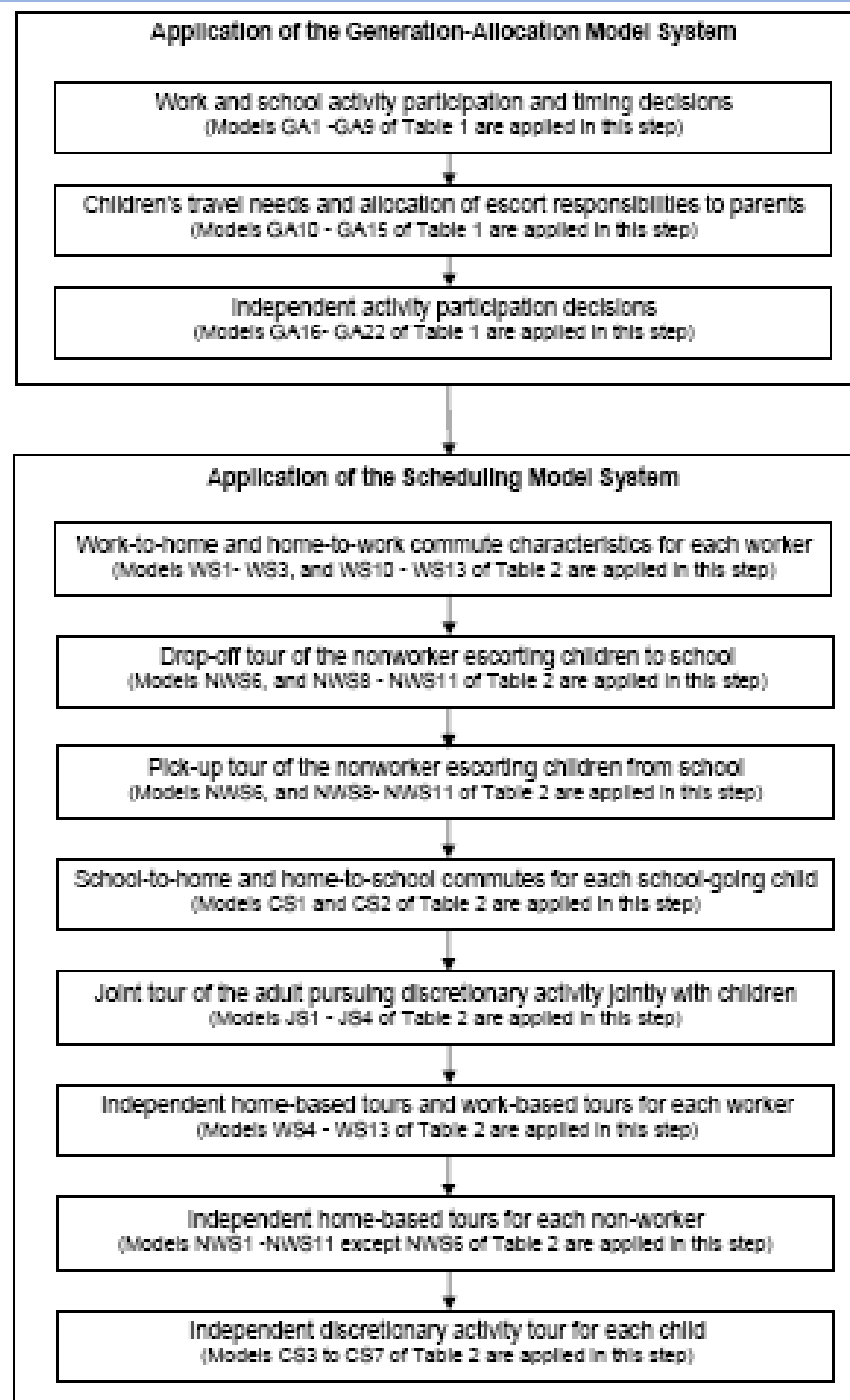 Application of the Generation-Allocation Model System
Work and school activity participation and timing decisions
(Models GA1 -GA9 of Table 1 are applied in this step)
Children's travel needs and allocation of escort responsibilities to parents
(Models GA10 - GA15 of Table 1 are applied in this step)
Independent activity participation decisions
(Models GA16- GA22 of Table 1 are applied in this step)
Application of the Scheduling Model System
Work-to-home and home-to-work commute characteristics for each worker
(Models WS1- WS3, and WS10 - WS13 of Table 2 are applied in this step)
Drop-off tour of the nonworker escorting children to school
(Models NWS6, and NWS8 - NWS11 of Table 2 are applied in this step)
Pick-up tour of the nonworker escorting children from school
(Models NWS6, and NWS8- NWS11 of Table 2 are applied in this step)
School-to-home and home-to-school commutes for each school-going child
(Models CS1 and CS2 of Table 2 are applied in this step)
Joint tour of the adult pursuing discretionary activity jointly with children
(Models JS1 - JS4 of Table 2 are applied in this step)
Independent home-based tours and work-based tours for each worker
(Models WS4 - WS13 of Table 2 are applied in this step)
Independent home-based tours for each non-worker
(Models NWS1 -NWS11 except NWS6 of Table 2 are applied in this step)
Independent discretionary activity tour for each child
(Models CS3 to CS7 of Table 2 are applied in this step)